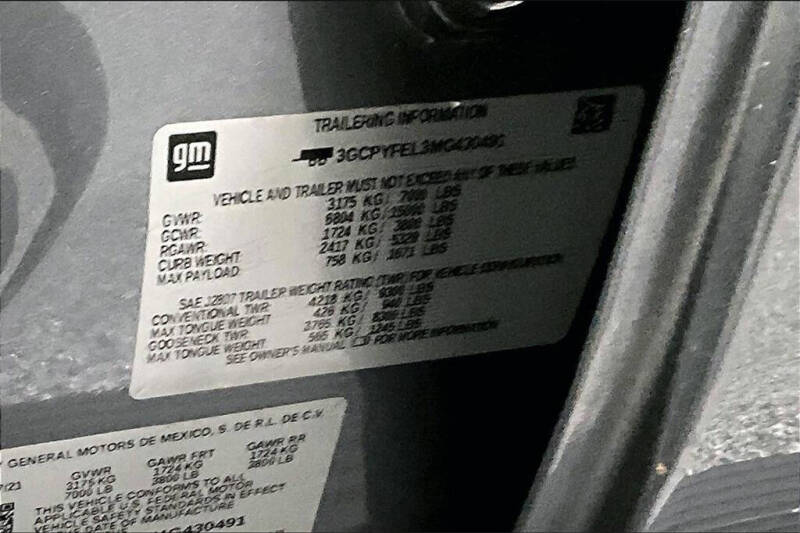 gm
TRAILERING INFORMATION
3GCPYFEL3MG430491
VEHICLE AND TRAILER MUST NOT EXCEED ANY OF THESE VALUES
GVWR: 3175 KG/ 7000 LBS
GCWR: 6804 KG/ 15000 LBS
RGAWR: 1724 KG/ 3800 LBS
CURB WEIGHT: 2417 KG/ 5328 LBS
MAX PAYLOAD: 758 KG/ 1671 LBS
SAE J2807 TRAILER WEIGHT RATING (TWR) FOR VEHICLE CONFIGURATION
CONVENTIONAL TWR: 4218 KG/ 9300 LBS
MAX TONGUE WEIGHT: 426 KG/ 940 LBS
GOOSENECK TWR: 3765 KG/ 8300 LBS
MAX TONGUE WEIGHT: 565 KG/ 1245 LBS
SEE OWNER'S MANUAL FOR MORE INFORMATION
Y GENERAL MOTORS DE MEXICO, S. DE R.L. DE C.V.
GVWR GAWR FRT GAWR RR
/21 3175 KG 1724 KG 1724 KG
7000 LB 3800 LB 3800 LB
THIS VEHICLE CONFORMS TO ALL
APPLICABLE U.S. FEDERAL MOTOR
VEHICLE SAFETY STANDARDS IN EFFECT
DATE OF MANUFACTURE
G430491